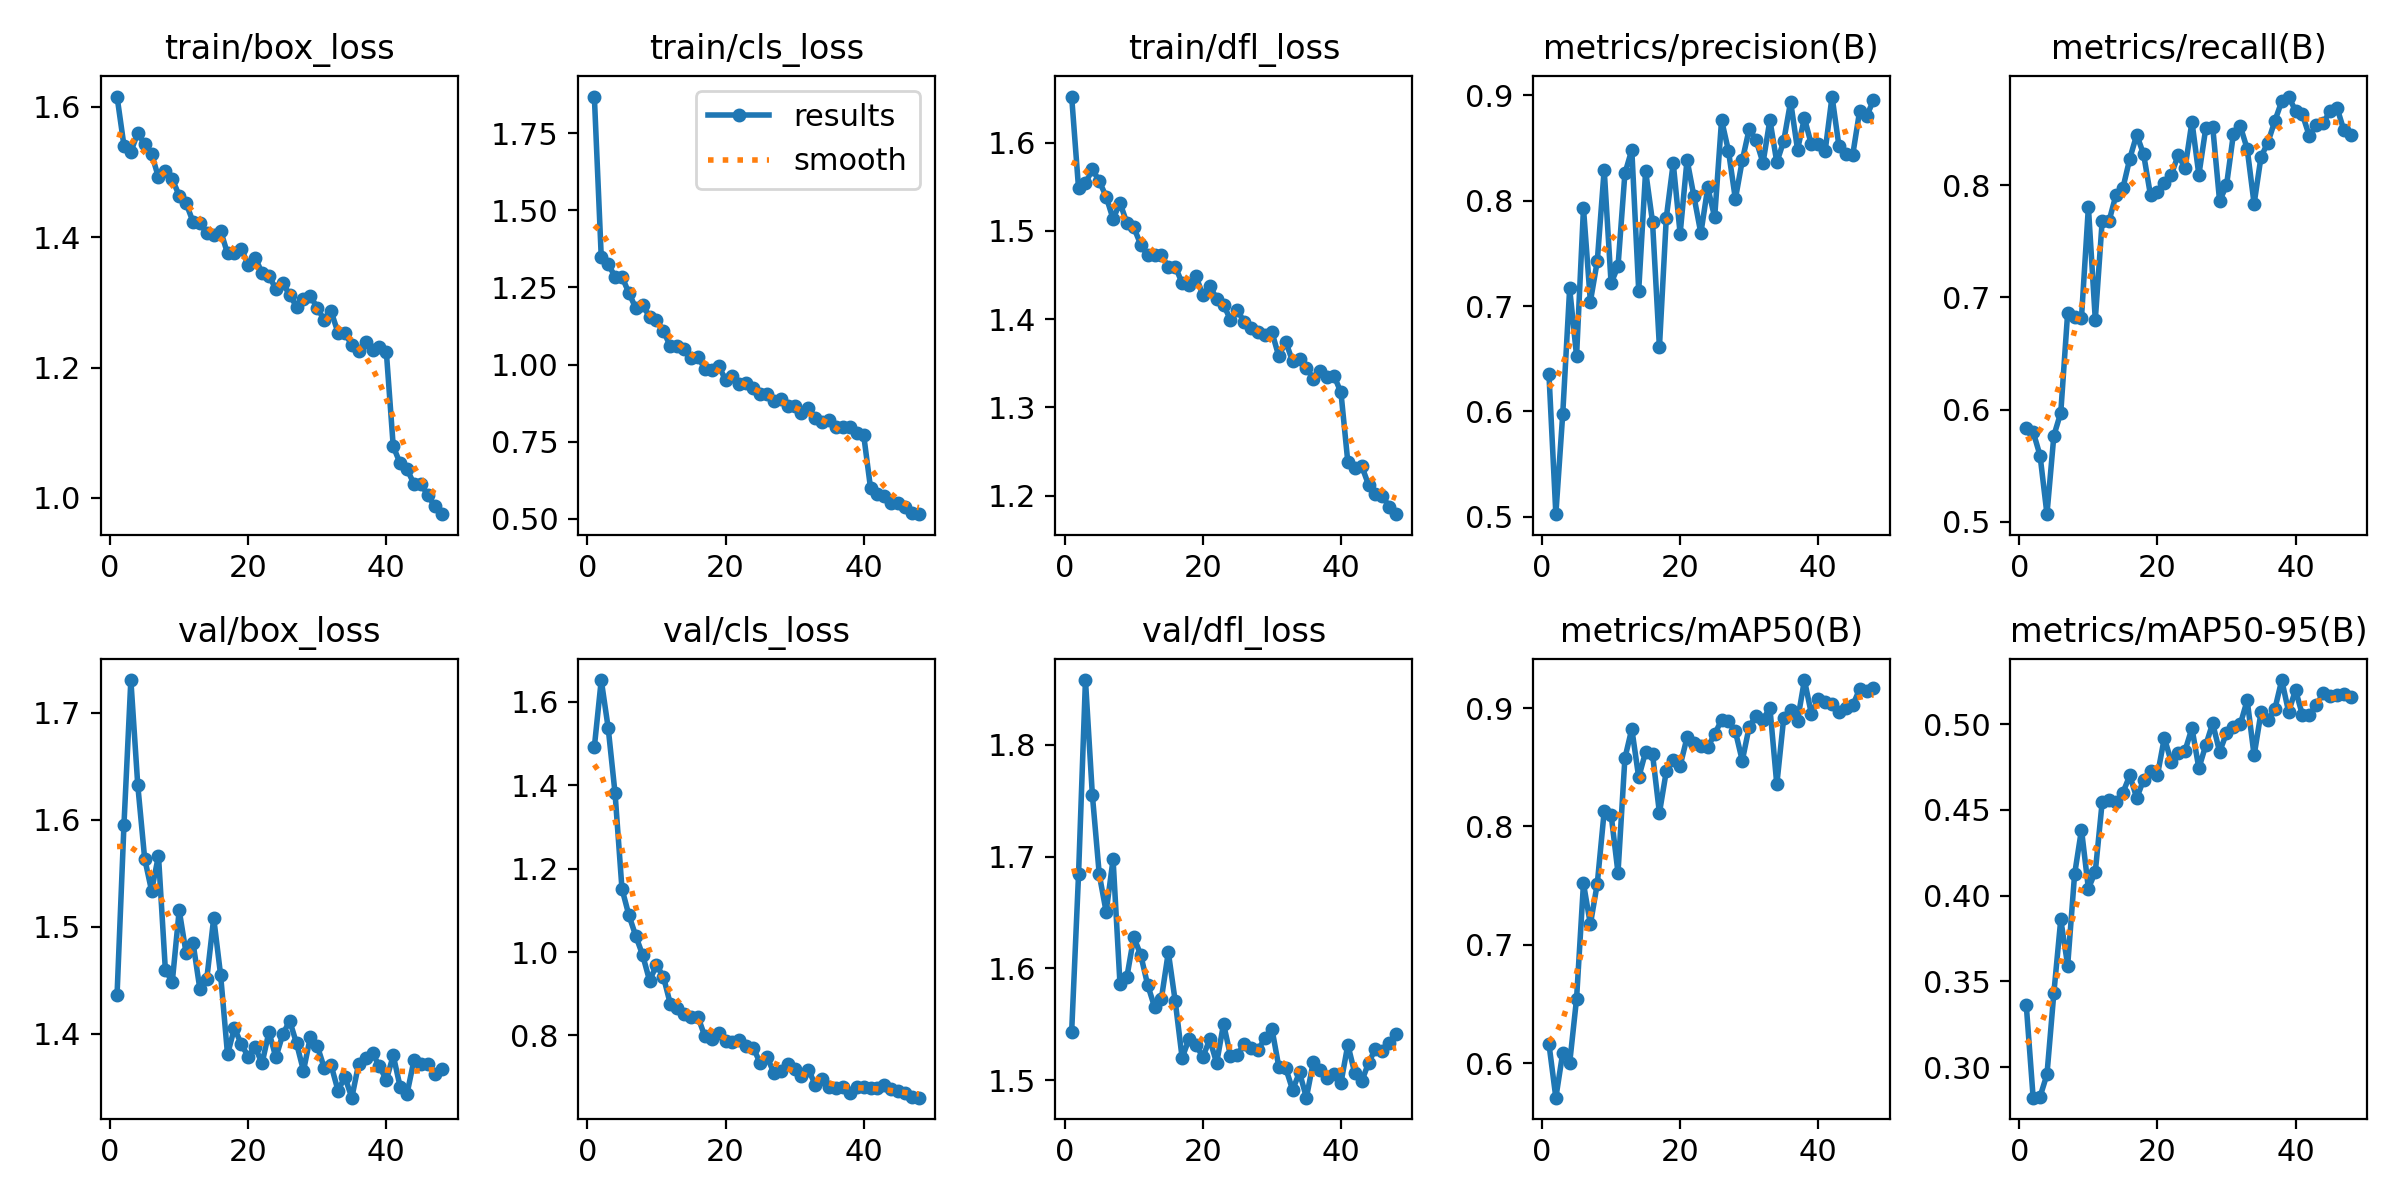 train/box_loss
train/cls_loss
train/dfl_loss
metrics/precision(B)
metrics/recall(B)
1.6
1.4
1.2
1.0
0 20 40
results
smooth
1.75
1.50
1.25
1.00
0.75
0.50
0 20 40
1.6
1.5
1.4
1.3
1.2
0 20 40
0.9
0.8
0.7
0.6
0.5
0 20 40
0.8
0.7
0.6
0.5
0 20 40
val/box_loss
val/cls_loss
val/dfl_loss
metrics/mAP50(B)
metrics/mAP50-95(B)
1.7
1.6
1.5
1.4
0 20 40
1.6
1.4
1.2
1.0
0.8
0 20 40
1.8
1.7
1.6
1.5
0 20 40
0.9
0.8
0.7
0.6
0 20 40
0.50
0.45
0.40
0.35
0.30
0 20 40